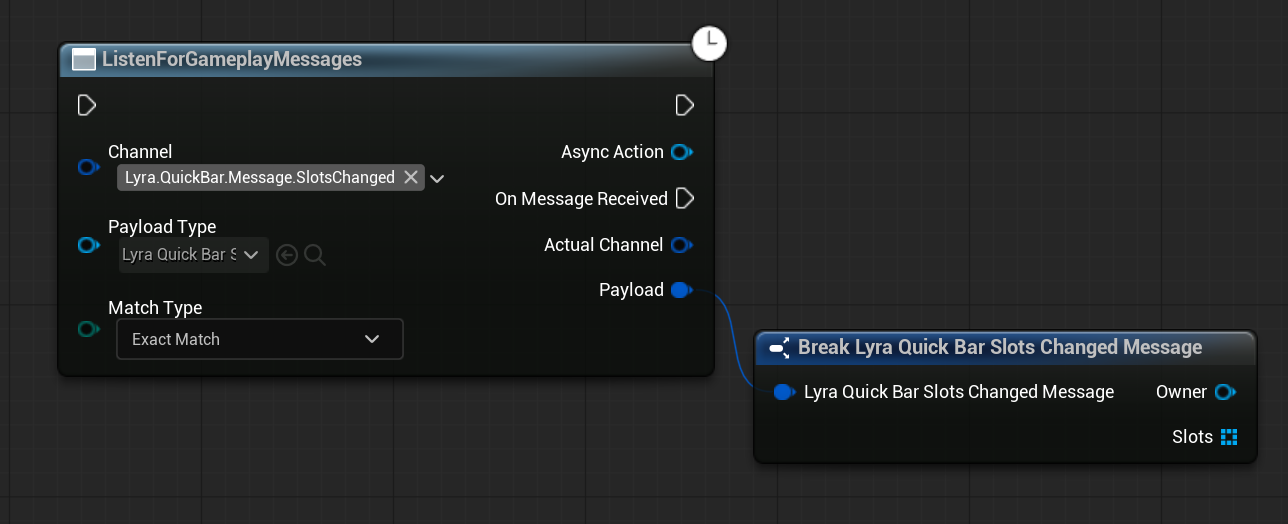 ListenForGameplayMessages
Channel
Lyra.QuickBar.Message.SlotsChanged
Async Action
On Message Received
Payload Type
Lyra Quick Bar S
Actual Channel
Payload
Match Type
Exact Match
Break Lyra Quick Bar Slots Changed Message
Lyra Quick Bar Slots Changed Message
Owner
Slots